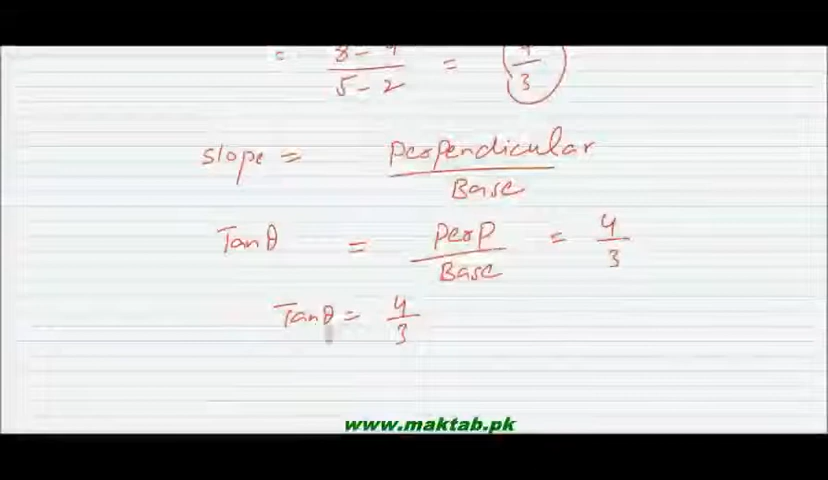 = 8 - 4 / 5 - 2 = 4/3
slope = Perpendicular / Base
Tanθ = Perp / Base = 4/3
Tanθ = 4/3
www.maktab.pk